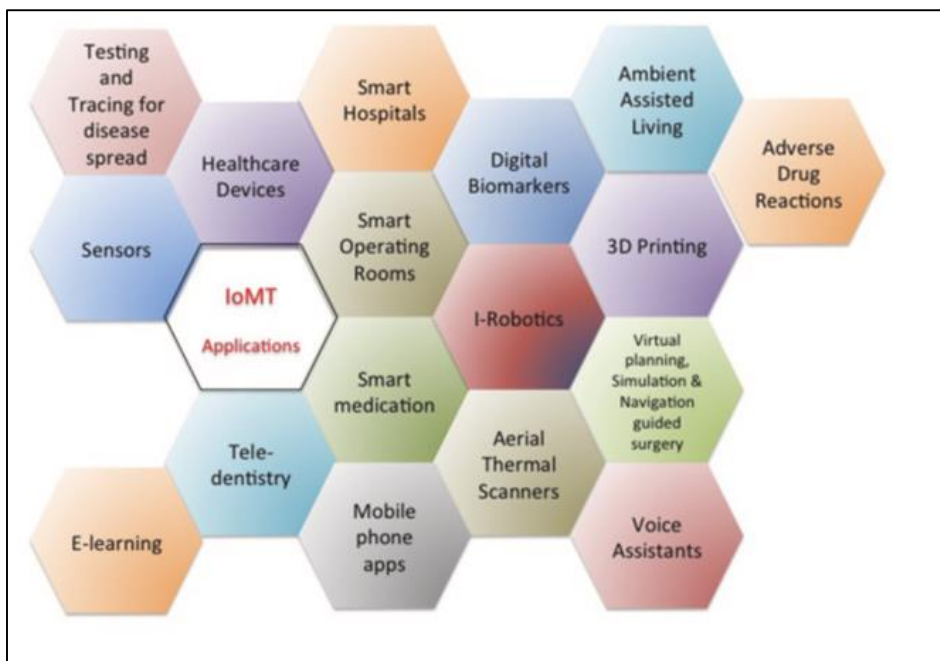 Testing
and
Tracing for
disease
spread
Sensors
E-learning
Healthcare
Devices
IoMT
Applications
Tele-
dentistry
Smart
Hospitals
Smart
Operating
Rooms
Smart
medication
Mobile
phone
apps
Digital
Biomarkers
I-Robotics
Aerial
Thermal
Scanners
Ambient
Assisted
Living
3D Printing
Virtual
planning,
Simulation &
Navigation
guided
surgery
Voice
Assistants
Adverse
Drug
Reactions